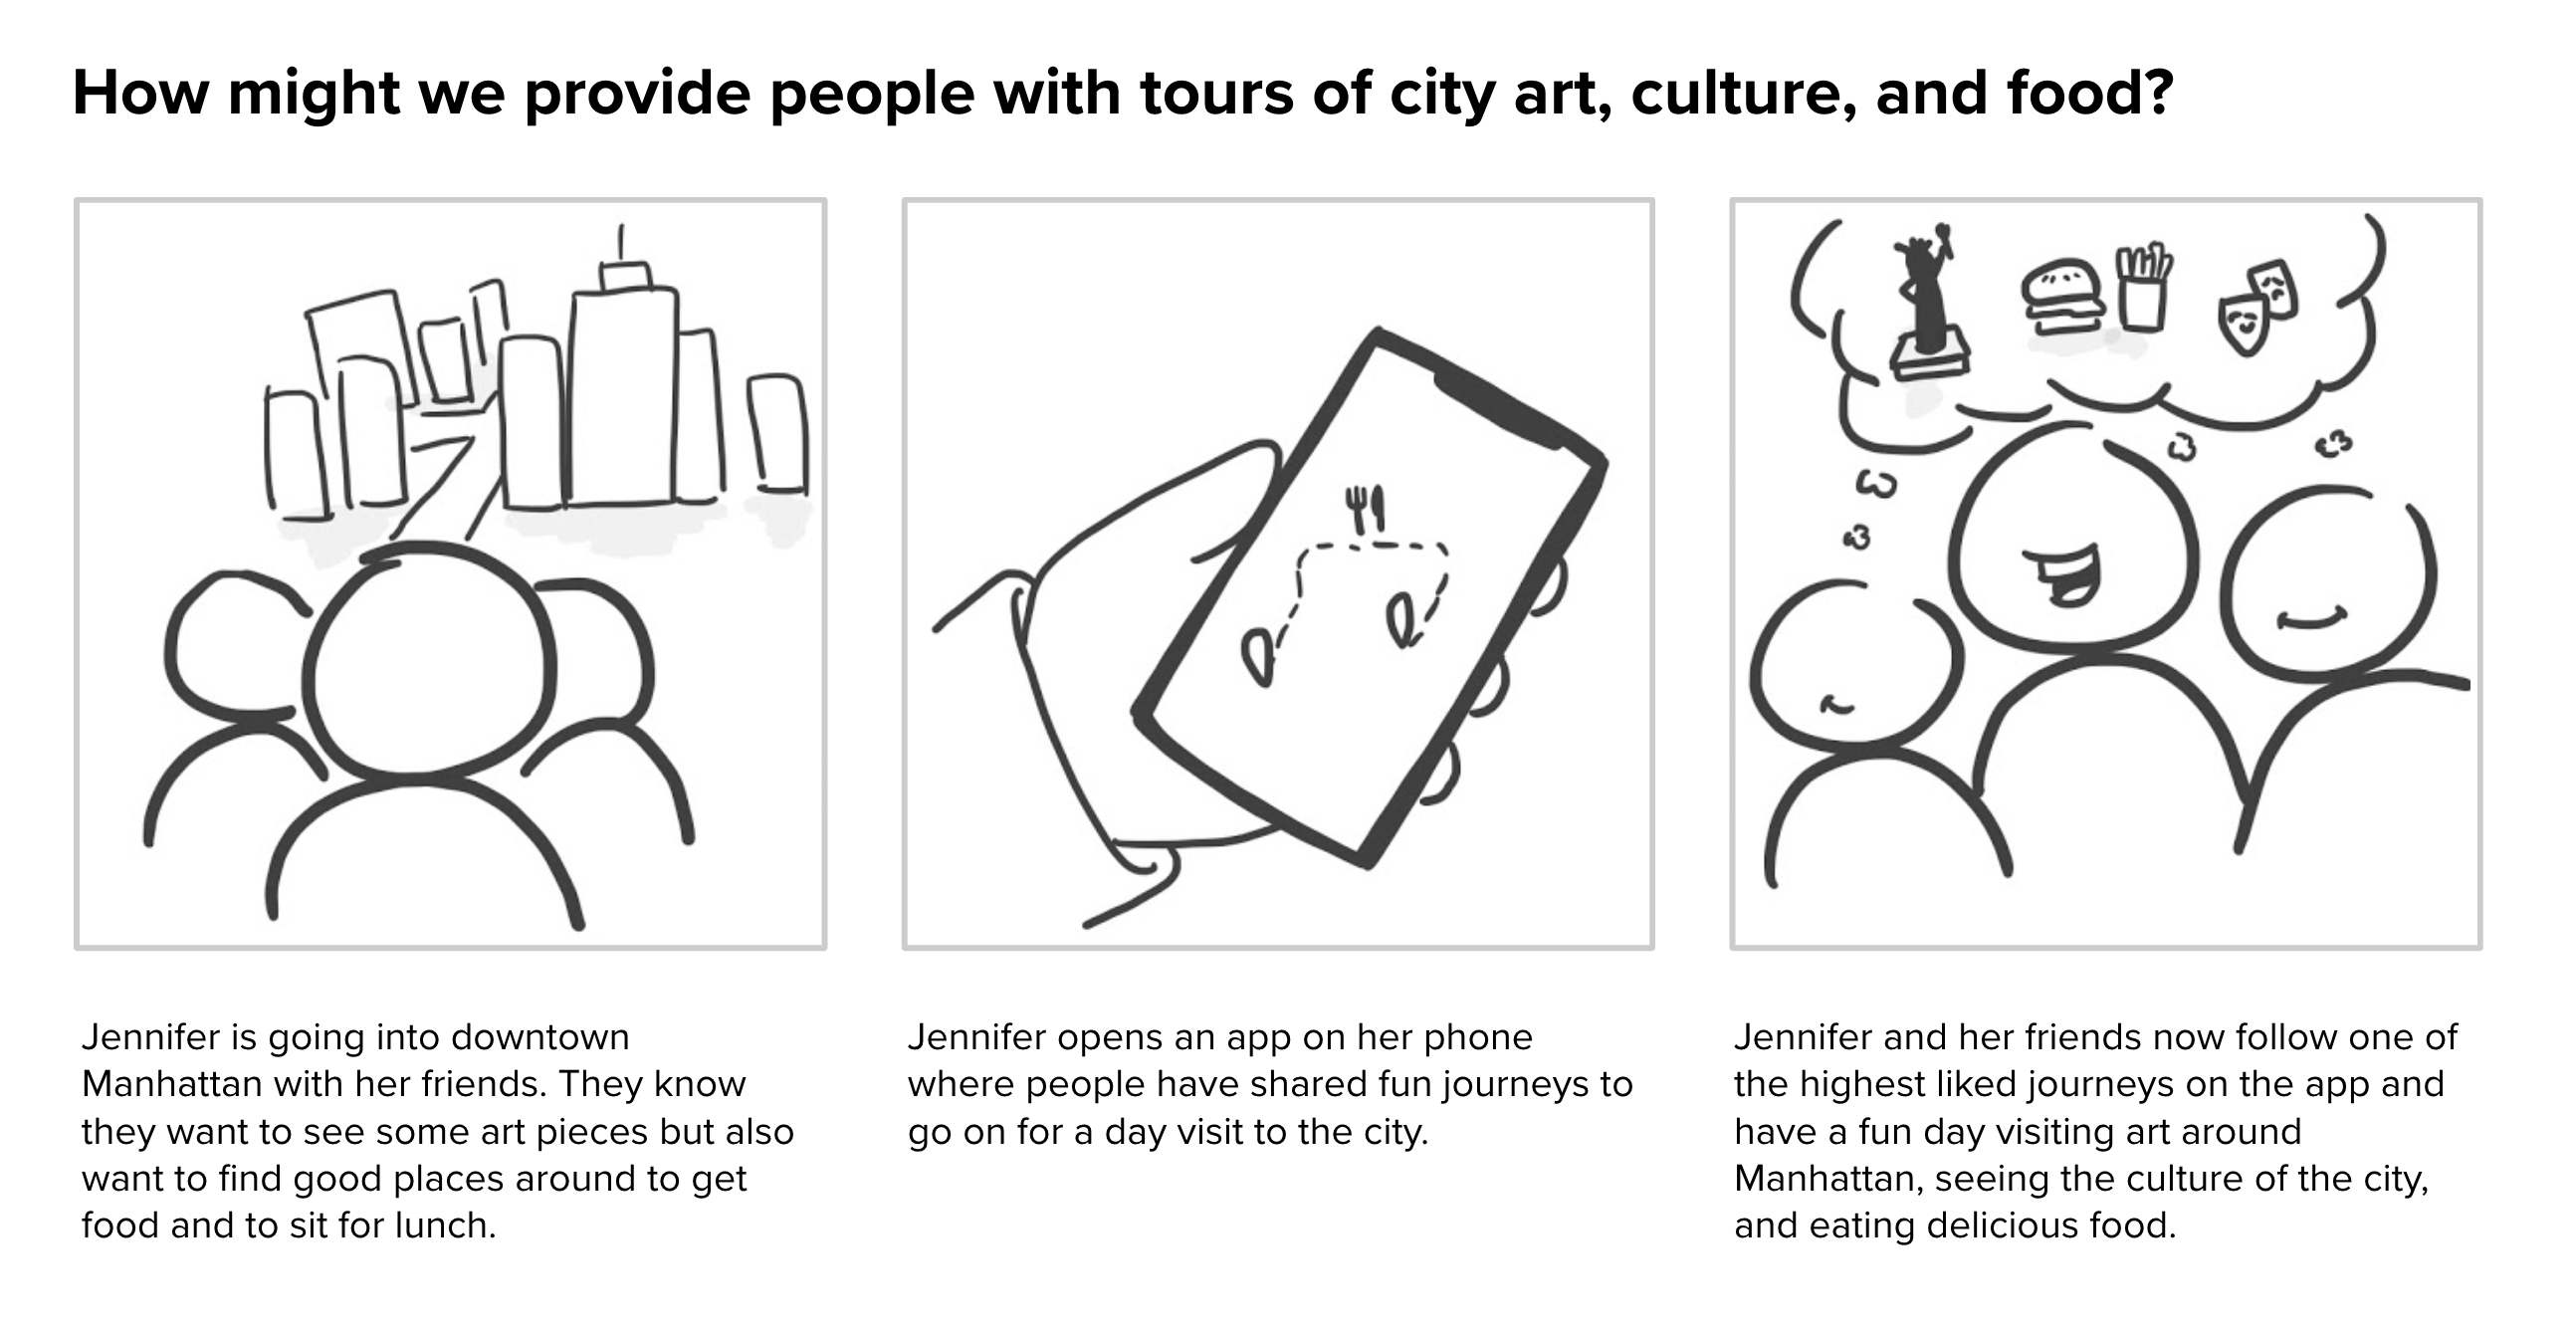 How might we provide people with tours of city art, culture, and food?
Jennifer is going into downtown
Manhattan with her friends. They know
they want to see some art pieces but also
want to find good places around to get
food and to sit for lunch.
Jennifer opens an app on her phone
where people have shared fun journeys to
go on for a day visit to the city.
Jennifer and her friends now follow one of
the highest liked journeys on the app and
have a fun day visiting art around
Manhattan, seeing the culture of the city,
and eating delicious food.